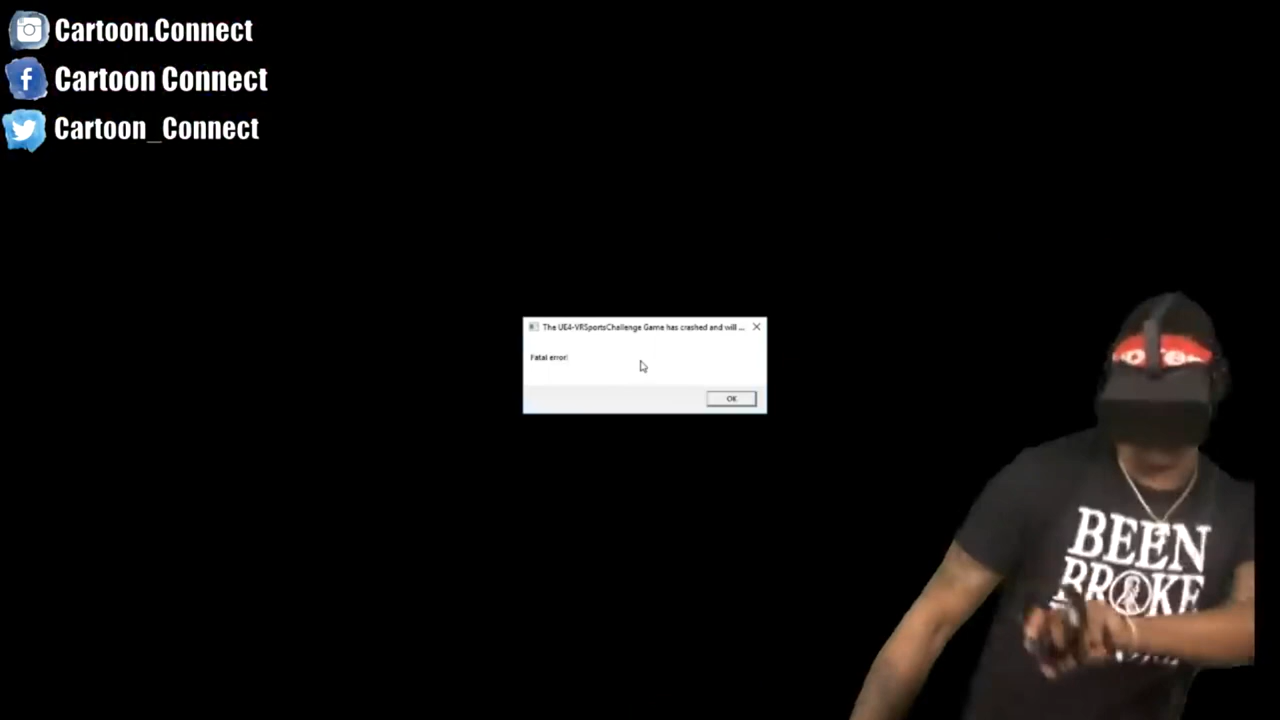 Cartoon.Connect
Cartoon Connect
Cartoon_Connect
The UE4-VRSportsChallenge Game has crashed and will ...
Fatal error!
OK
BEEN
BROKE